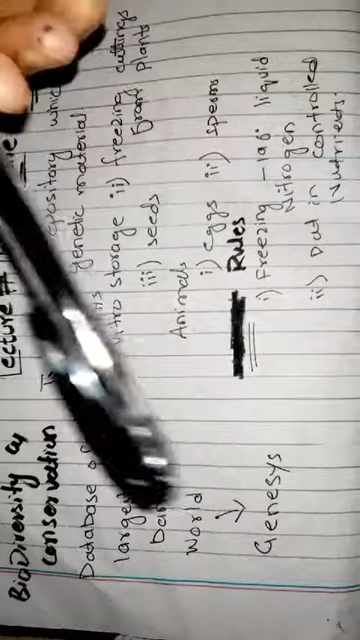 BioDiversity &
conservation
Database of
largest
world
↓
Genesys
Lecture #
repository
genetic material
vitro storage ii) freezing cuttings
from plants
iii) seeds
Animals
i) eggs ii) sperms
Rules
i) Freezing -196° liquid
Nitrogen
ii) Put in controlled
Nutrients.